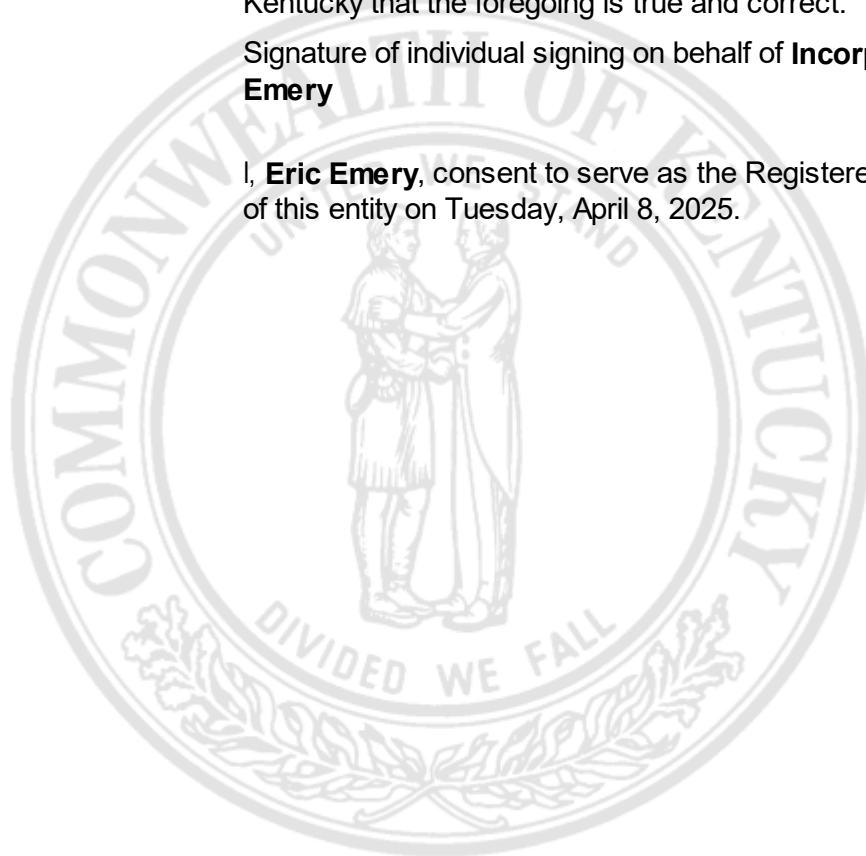 Kentucky that the foregoing is true and correct.
Signature of individual signing on behalf of Incorp
Emery
I, Eric Emery, consent to serve as the Registere
of this entity on Tuesday, April 8, 2025.
COMMONWEALTH OF KENTUCKY
UNITED WE STAND
DIVIDED WE FALL